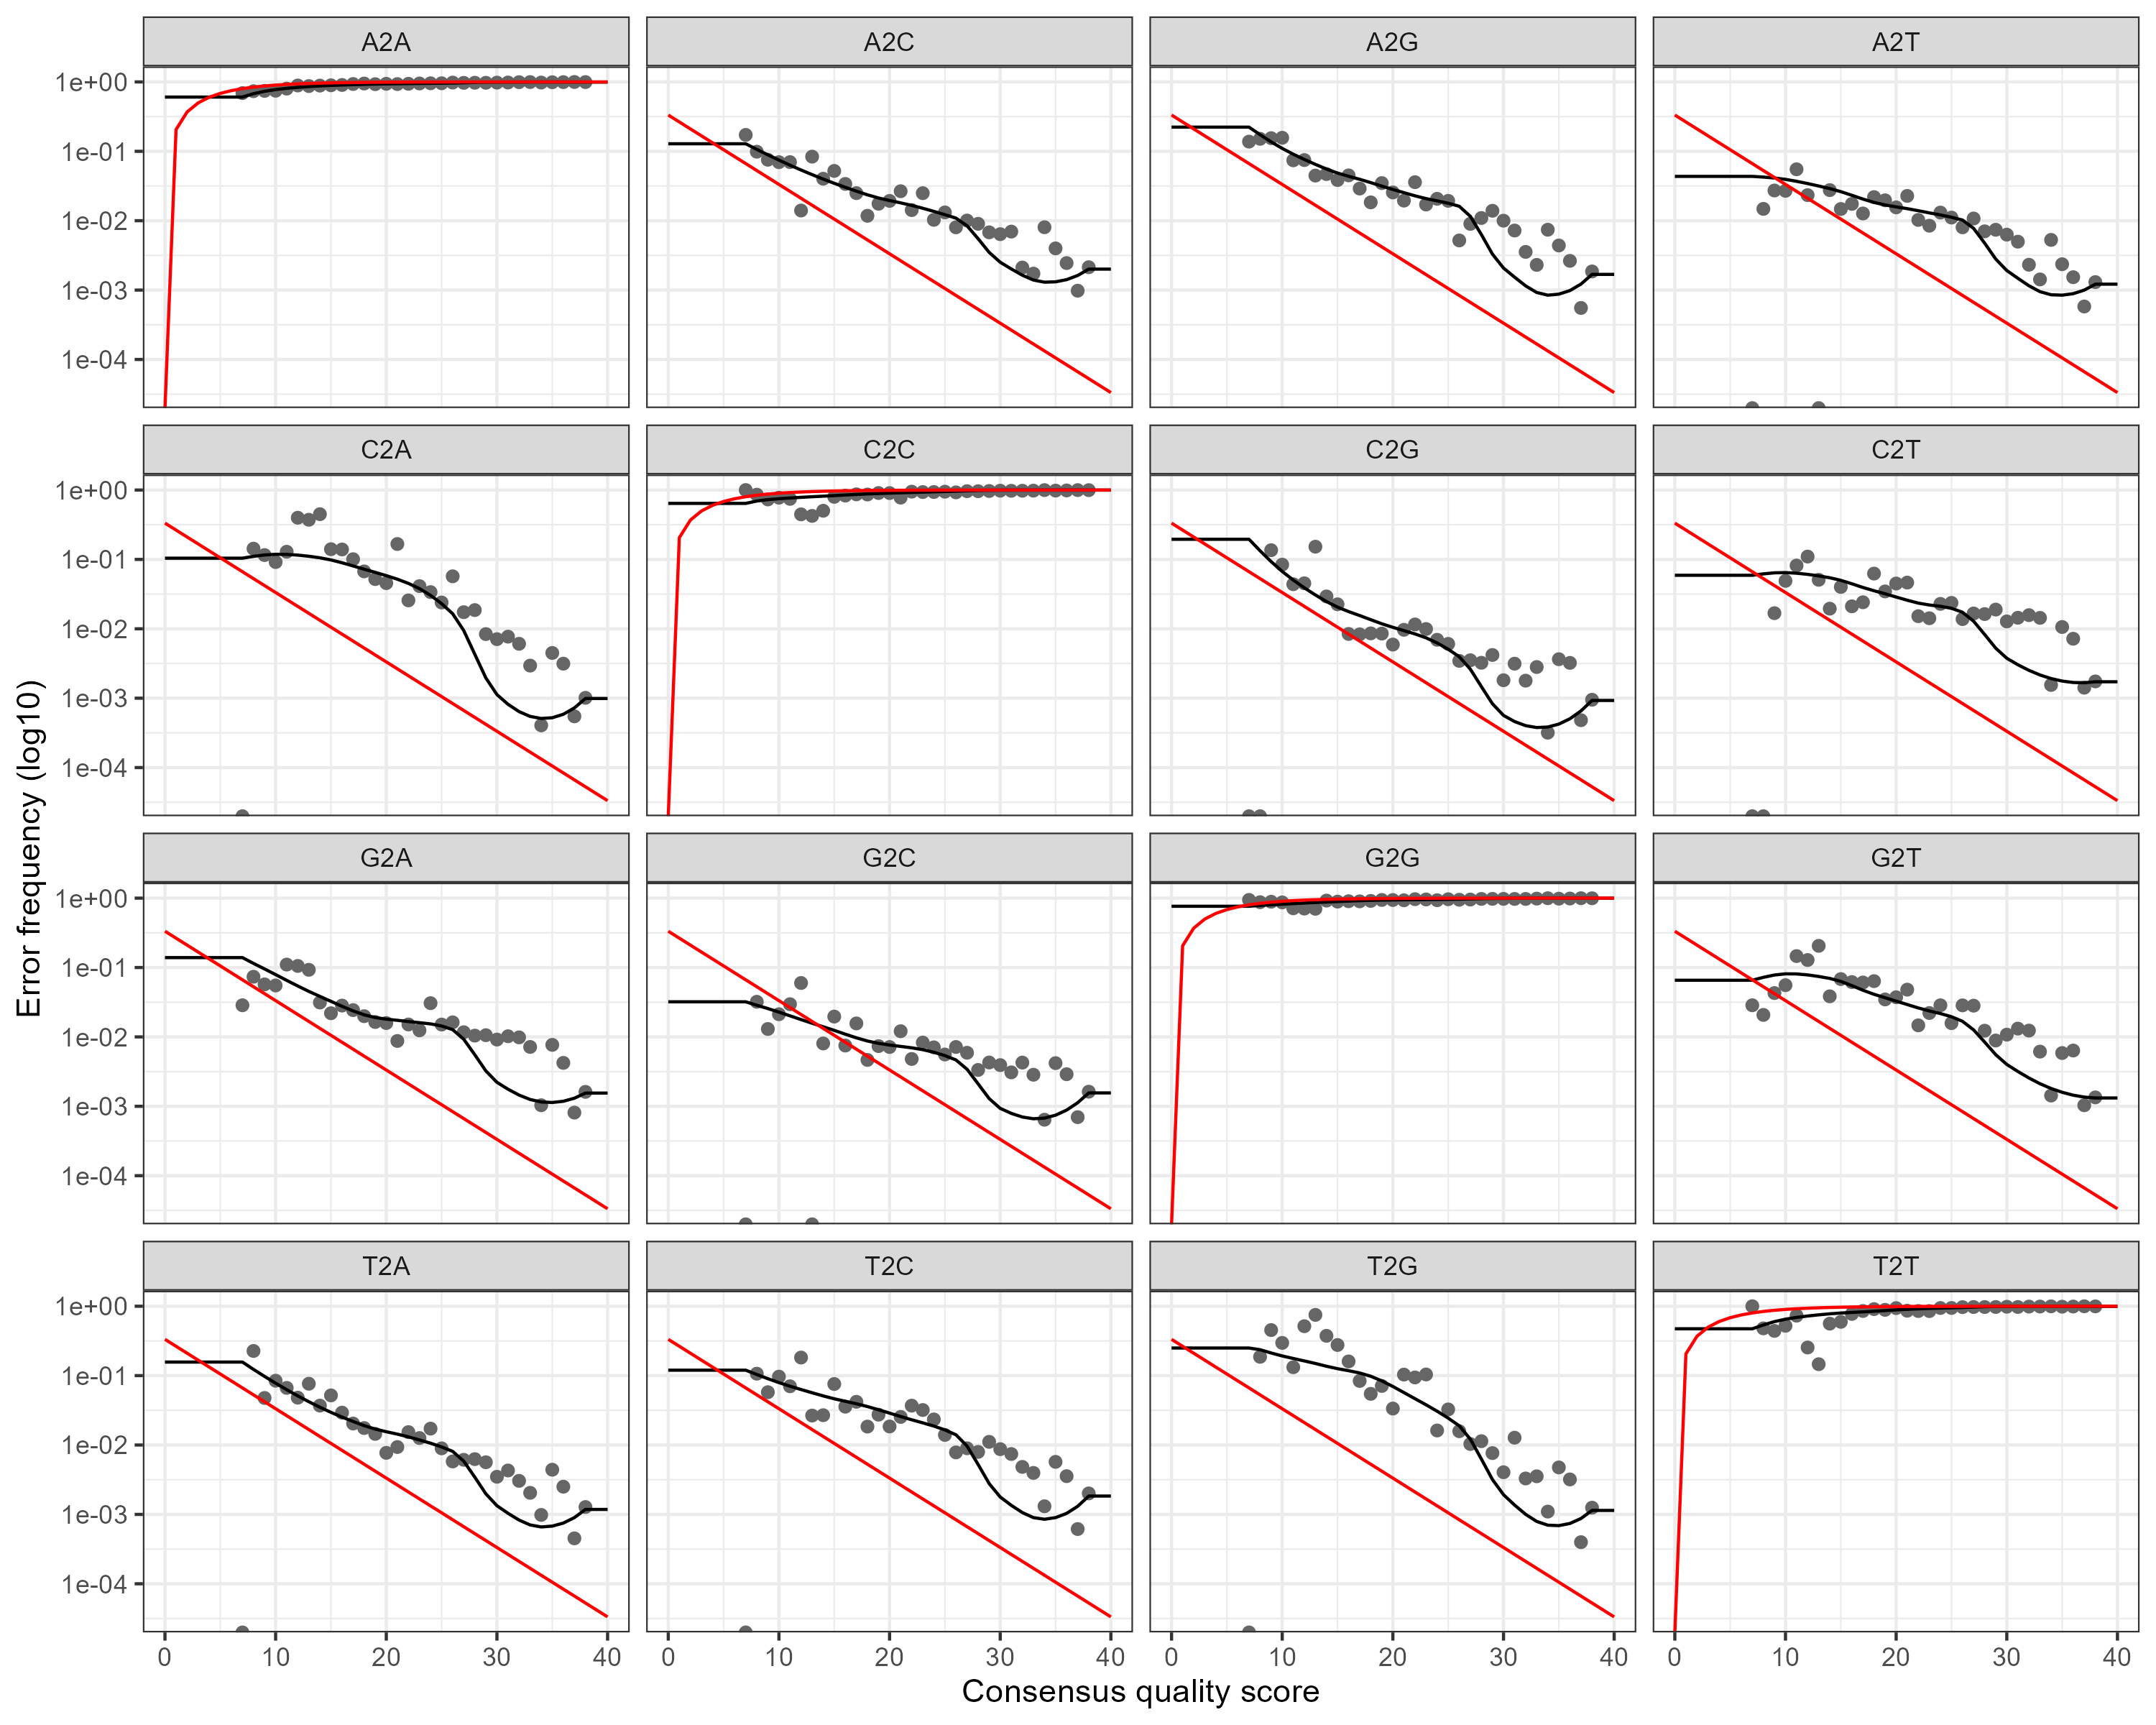 A2A A2C A2G A2T
1e+00
1e-01
1e-02
1e-03
1e-04
C2A C2C C2G C2T
1e+00
1e-01
1e-02
1e-03
1e-04
G2A G2C G2G G2T
1e+00
1e-01
1e-02
1e-03
1e-04
T2A T2C T2G T2T
1e+00
1e-01
1e-02
1e-03
1e-04
0 10 20 30 40 0 10 20 30 40 0 10 20 30 40 0 10 20 30 40
Consensus quality score
Error frequency (log10)